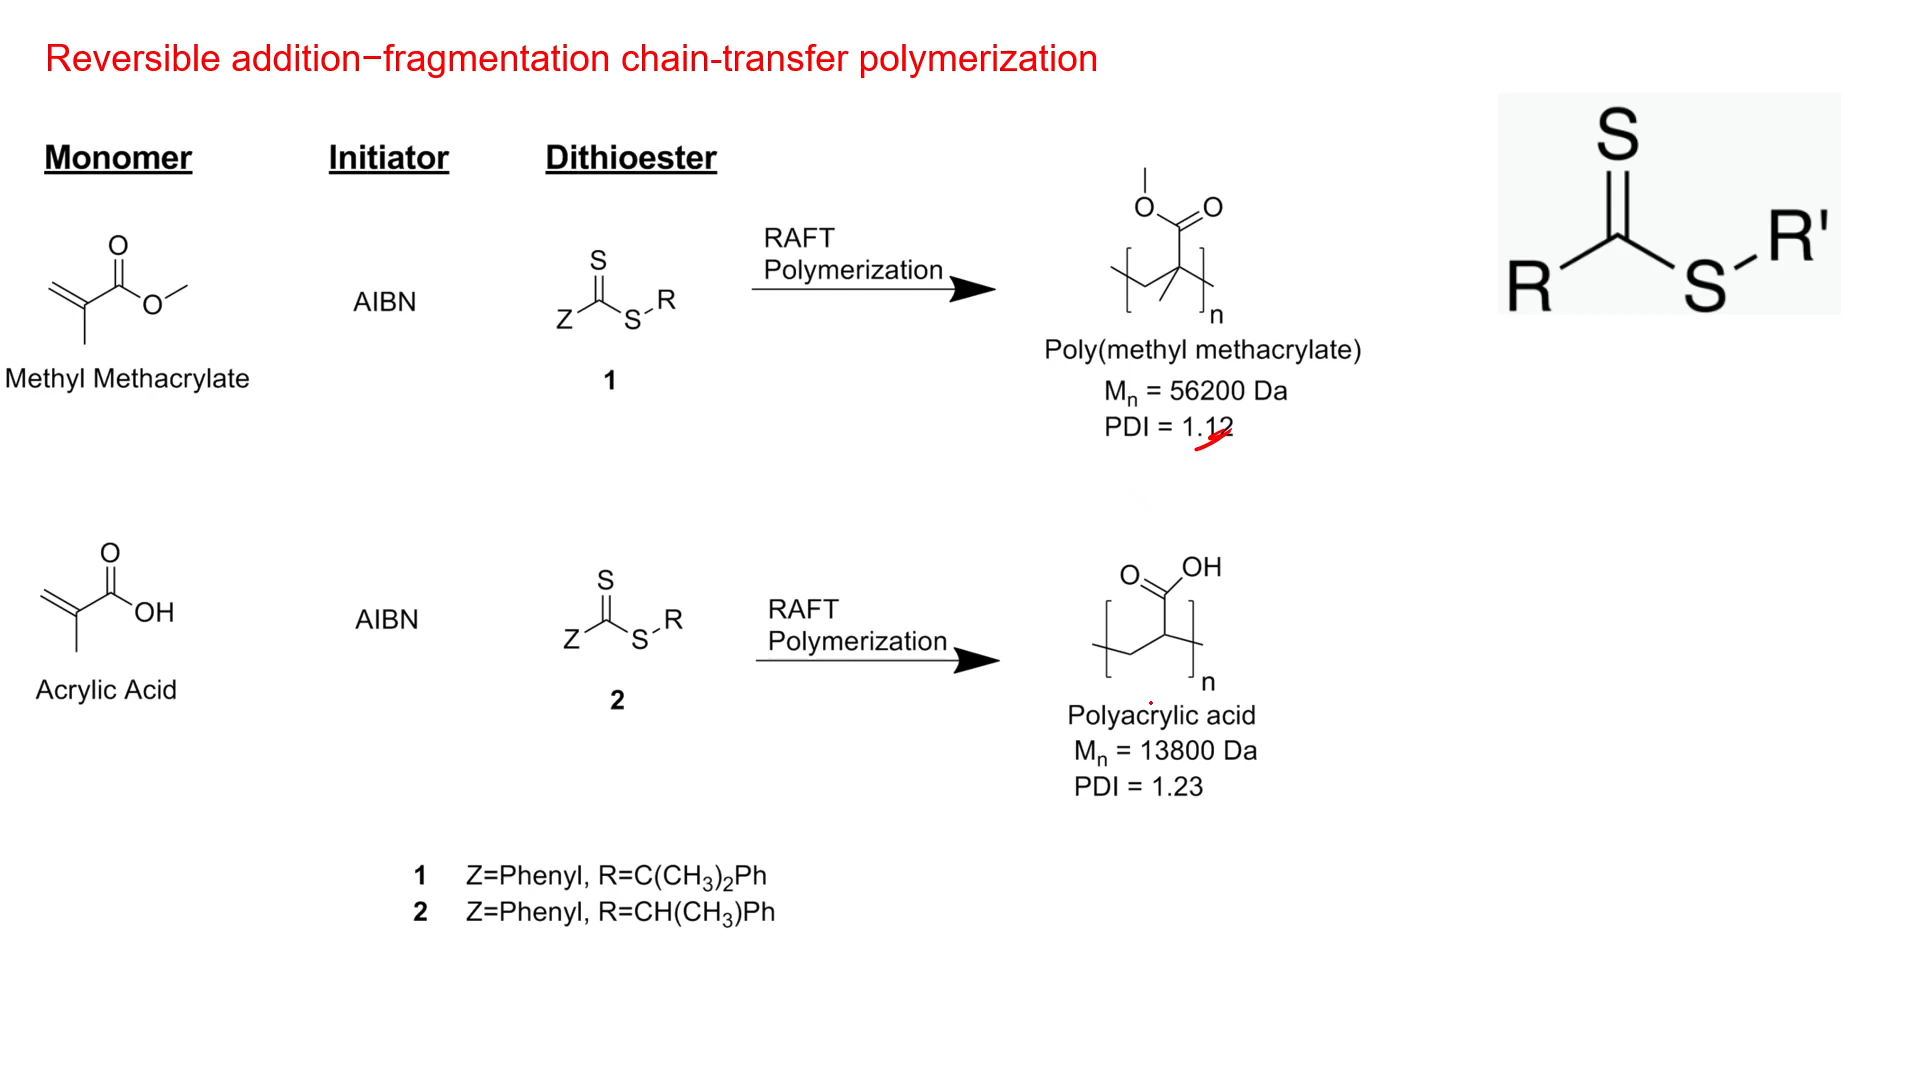 Reversible addition−fragmentation chain-transfer polymerization
Monomer Initiator Dithioester
O
O
Methyl Methacrylate
AIBN
S
Z S R
1
RAFT
Polymerization
O O
n
Poly(methyl methacrylate)
Mn = 56200 Da
PDI = 1.12
S
R S R'
O
OH
Acrylic Acid
AIBN
S
Z S R
2
RAFT
Polymerization
O OH
n
Polyacrylic acid
Mn = 13800 Da
PDI = 1.23
1 Z=Phenyl, R=C(CH3)2Ph
2 Z=Phenyl, R=CH(CH3)Ph